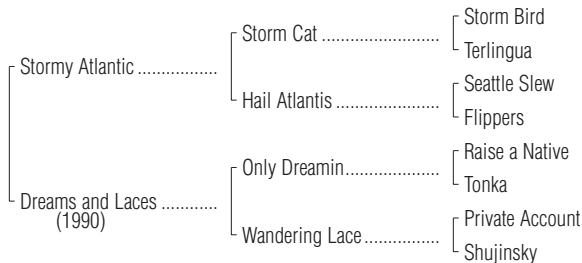 Storm Bird
Storm Cat ............................
Terlingua
Stormy Atlantic ...................
Seattle Slew
Hail Atlantis .........................
Flippers
Raise a Native
Only Dreamin......................
Tonka
Dreams and Laces .............
(1990)
Private Account
Wandering Lace..................
Shujinsky